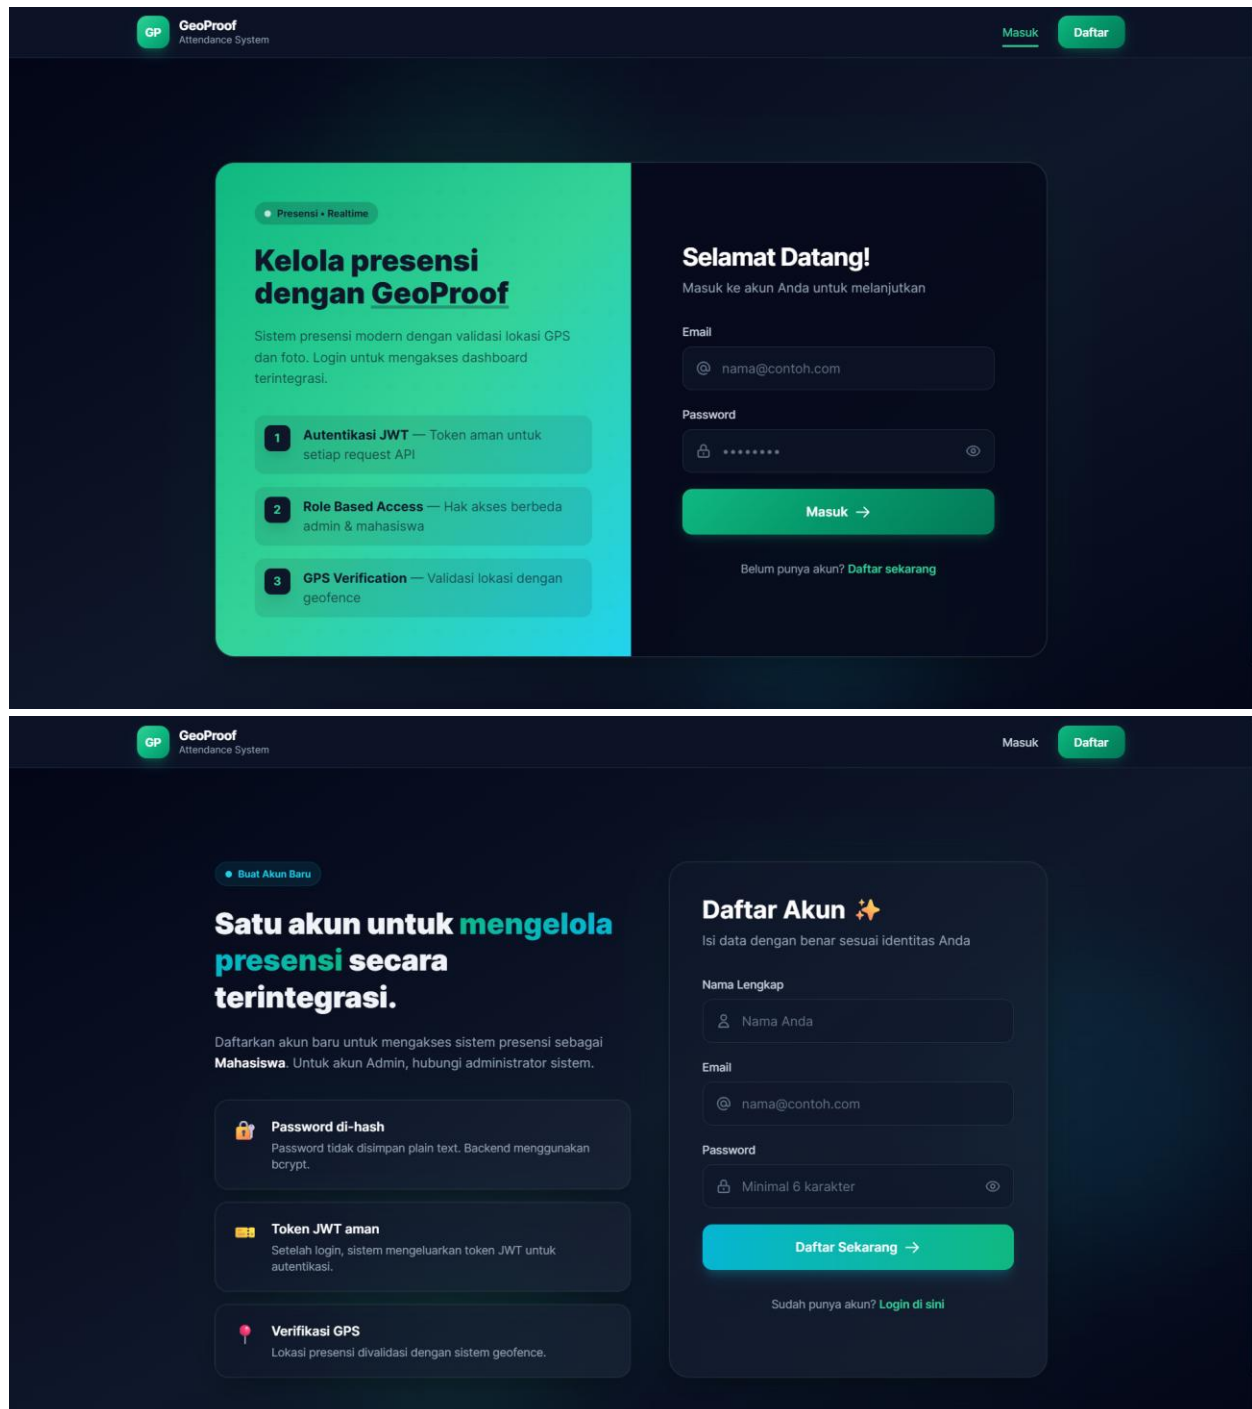 GP
GeoProof
Attendance System
Masuk
Daftar
Presensi • Realtime
Kelola presensi
dengan GeoProof
Sistem presensi modern dengan validasi lokasi GPS
dan foto. Login untuk mengakses dashboard
terintegrasi.
1
Autentikasi JWT — Token aman untuk
setiap request API
2
Role Based Access — Hak akses berbeda
admin & mahasiswa
3
GPS Verification — Validasi lokasi dengan
geofence
Selamat Datang!
Masuk ke akun Anda untuk melanjutkan
Email
@ nama@contoh.com
Password
••••••••
Masuk →
Belum punya akun? Daftar sekarang
GP
GeoProof
Attendance System
Masuk
Daftar
Buat Akun Baru
Satu akun untuk mengelola
presensi secara
terintegrasi.
Daftarkan akun baru untuk mengakses sistem presensi sebagai
Mahasiswa. Untuk akun Admin, hubungi administrator sistem.
Password di-hash
Password tidak disimpan plain text. Backend menggunakan
bcrypt.
Token JWT aman
Setelah login, sistem mengeluarkan token JWT untuk
autentikasi.
Verifikasi GPS
Lokasi presensi divalidasi dengan sistem geofence.
Daftar Akun ✨
Isi data dengan benar sesuai identitas Anda
Nama Lengkap
Nama Anda
Email
@ nama@contoh.com
Password
Minimal 6 karakter
Daftar Sekarang →
Sudah punya akun? Login di sini